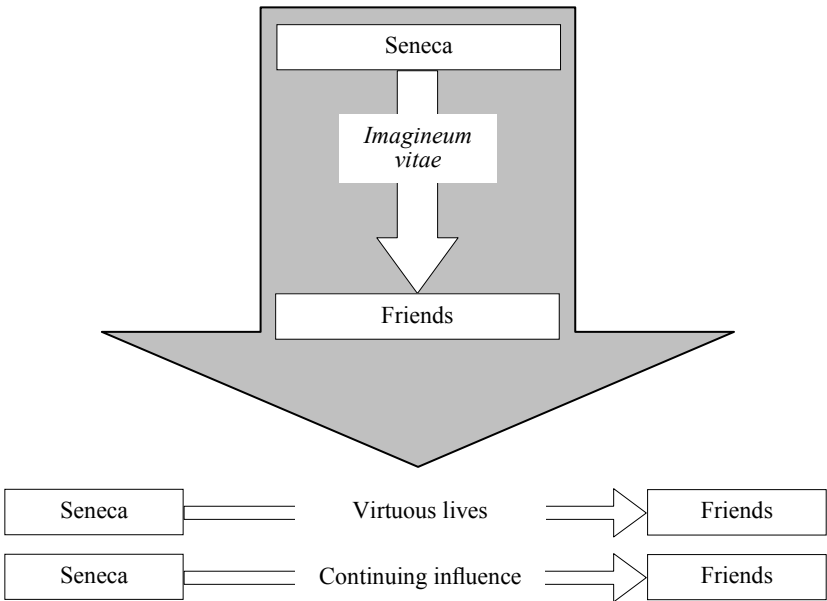 Seneca
Imagineum
vitae
Friends
Seneca Virtuous lives Friends
Seneca Continuing influence Friends